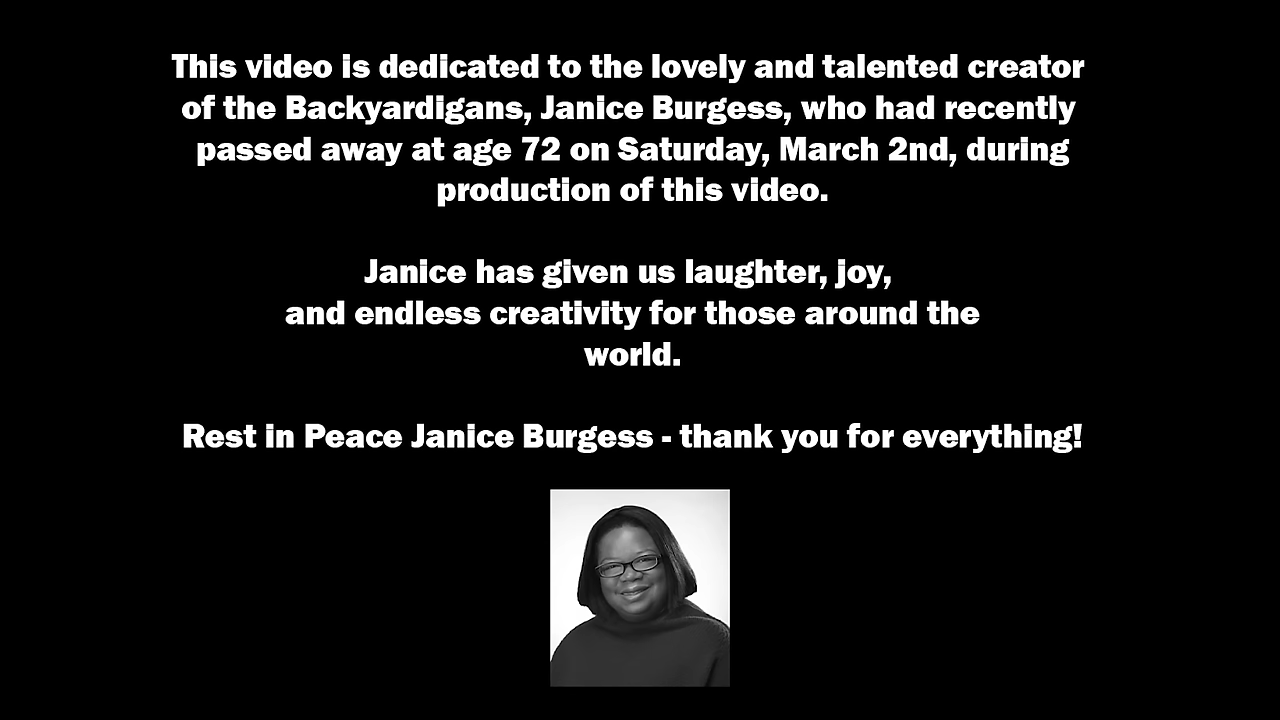 This video is dedicated to the lovely and talented creator
of the Backyardigans, Janice Burgess, who had recently
passed away at age 72 on Saturday, March 2nd, during
production of this video.
Janice has given us laughter, joy,
and endless creativity for those around the
world.
Rest in Peace Janice Burgess - thank you for everything!